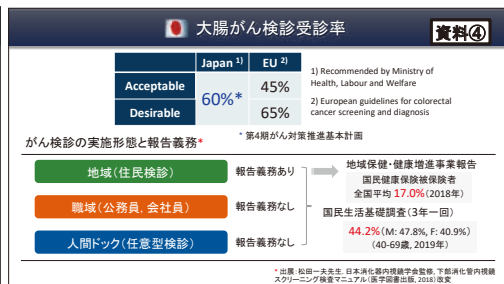 大腸がん検診受診率
資料④
Japan 1) EU 2)
Acceptable 60%* 45%
Desirable 65%
1) Recommended by Ministry of
Health, Labour and Welfare
2) European guidelines for colorectal
cancer screening and diagnosis
* 第4期がん対策推進基本計画
がん検診の実施形態と報告義務*
地域(住民検診) 報告義務あり
職域(公務員, 会社員) 報告義務なし
人間ドック(任意型検診) 報告義務なし
地域保健・健康増進事業報告
国民健康保険被保険者
全国平均 17.0%(2018年)
国民生活基礎調査(3年一回)
44.2%(M: 47.8%, F: 40.9%)
(40-69歳, 2019年)
* 出展:松田一夫先生. 日本消化器内視鏡学会監修, 下部消化管内視鏡
スクリーニング検査マニュアル(医学図書出版, 2018)改変